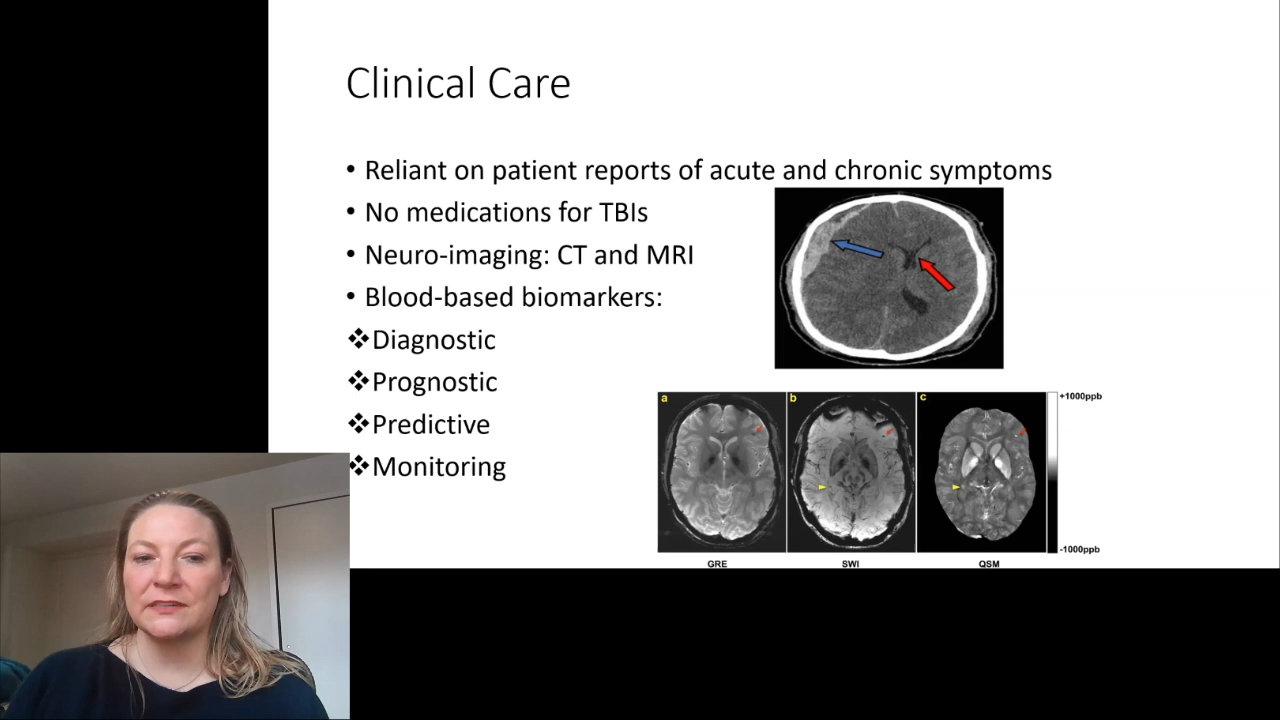 Clinical Care
• Reliant on patient reports of acute and chronic symptoms
• No medications for TBIs
• Neuro-imaging: CT and MRI
• Blood-based biomarkers:
❖Diagnostic
❖Prognostic
❖Predictive
❖Monitoring
a
b
c
+1000ppb
-1000ppb
GRE
SWI
QSM